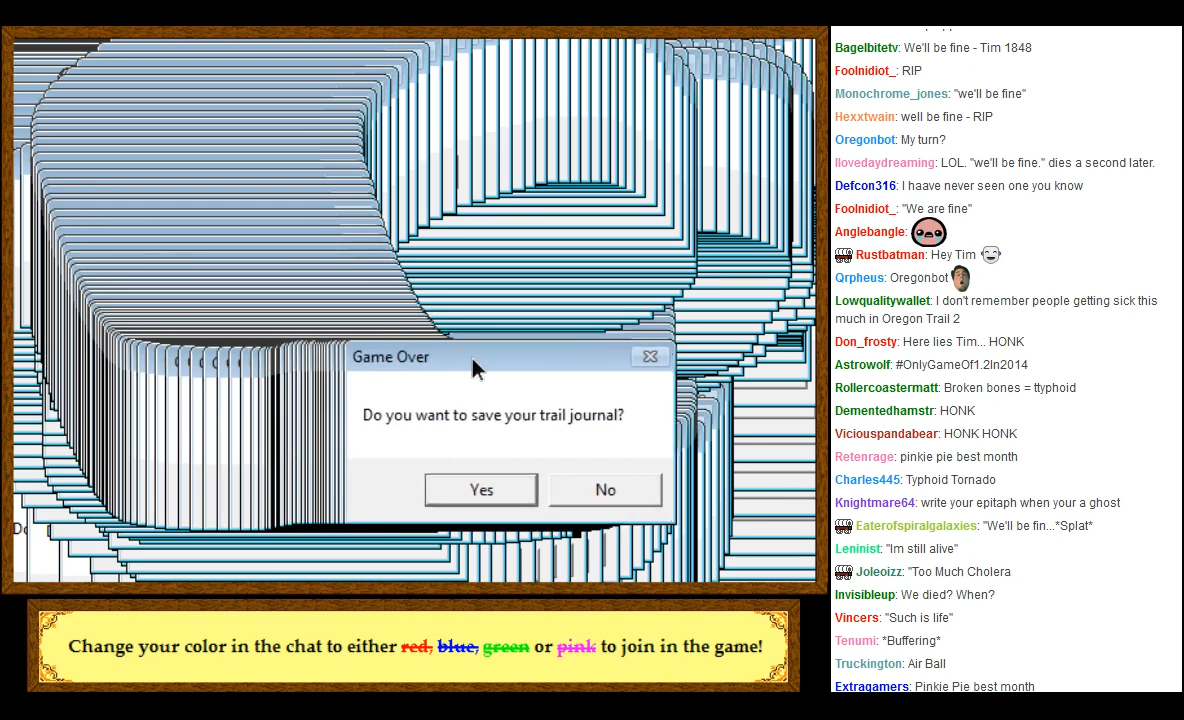 Game Over
Do you want to save your trail journal?
Yes
No
Do
Change your color in the chat to either red, blue, green or pink to join in the game!
Bagelbitetv: We'll be fine - Tim 1848
Foolnidiot_: RIP
Monochrome_jones: "we'll be fine"
Hexxtwain: well be fine - RIP
Oregonbot: My turn?
Ilovedaydreaming: LOL. "we'll be fine." dies a second later.
Defcon316: I haave never seen one you know
Foolnidiot_: "We are fine"
Anglebangle:
Rustbatman: Hey Tim
Qrpheus: Oregonbot
Lowqualitywallet: I don't remember people getting sick this
much in Oregon Trail 2
Don_frosty: Here lies Tim... HONK
Astrowolf: #OnlyGameOf1.2In2014
Rollercoastermatt: Broken bones = ttyphoid
Dementedhamstr: HONK
Viciouspandabear: HONK HONK
Retenrage: pinkie pie best month
Charles445: Typhoid Tornado
Knightmare64: write your epitaph when your a ghost
Eaterofspiralgalaxies: "We'll be fin...*Splat*
Leninist: "Im still alive"
Joleoizz: "Too Much Cholera
Invisibleup: We died? When?
Vincers: "Such is life"
Tenumi: *Buffering*
Truckington: Air Ball
Extragamers: Pinkie Pie best month